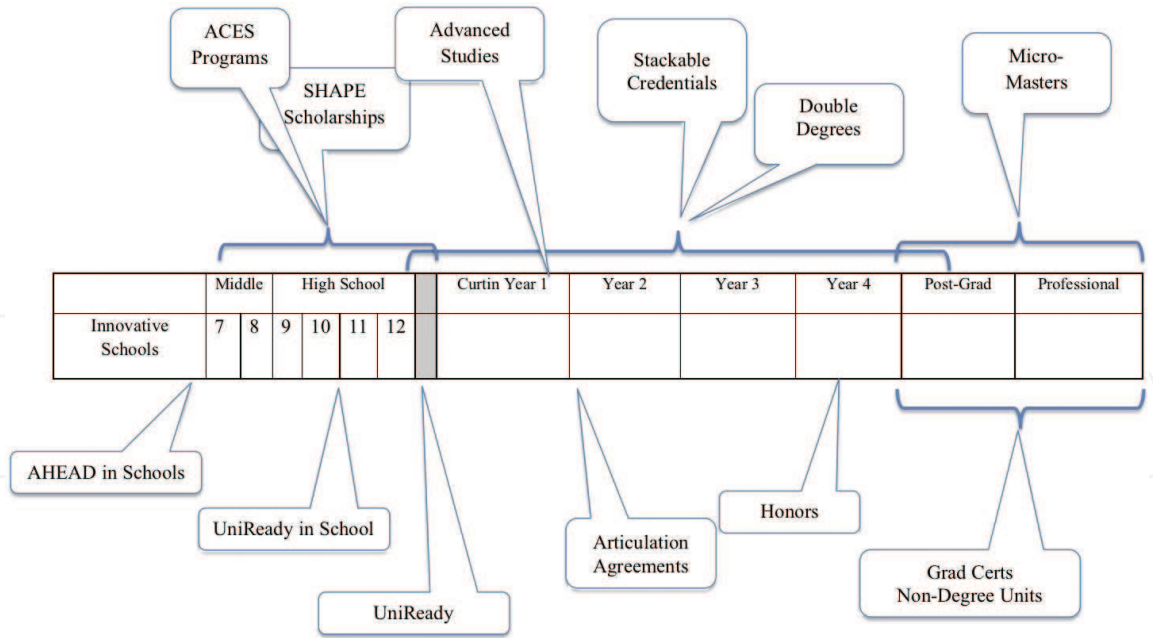 ACES
Programs
SHAPE
Scholarships
Advanced
Studies
Stackable
Credentials
Double
Degrees
Micro-
Masters
Middle
High School
Curtin Year 1
Year 2
Year 3
Year 4
Post-Grad
Professional
Innovative
Schools
7
8
9
10
11
12
AHEAD in Schools
UniReady in School
UniReady
Articulation
Agreements
Honors
Grad Certs
Non-Degree Units